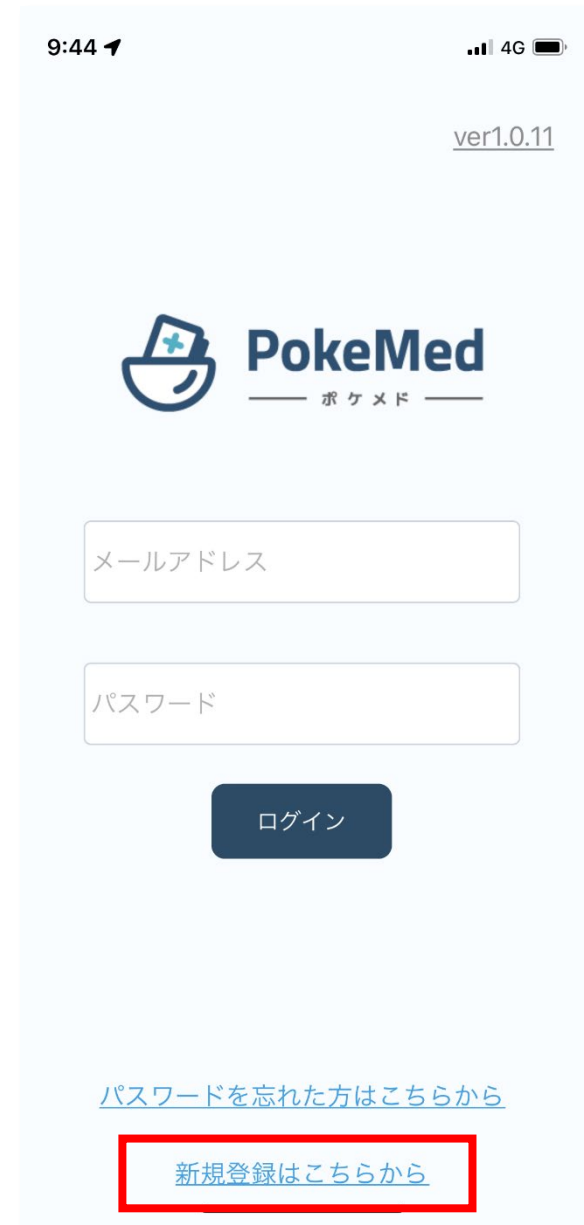 9:44
4G
ver1.0.11
PokeMed
ポケメド
メールアドレス
パスワード
ログイン
パスワードを忘れた方はこちらから
新規登録はこちらから